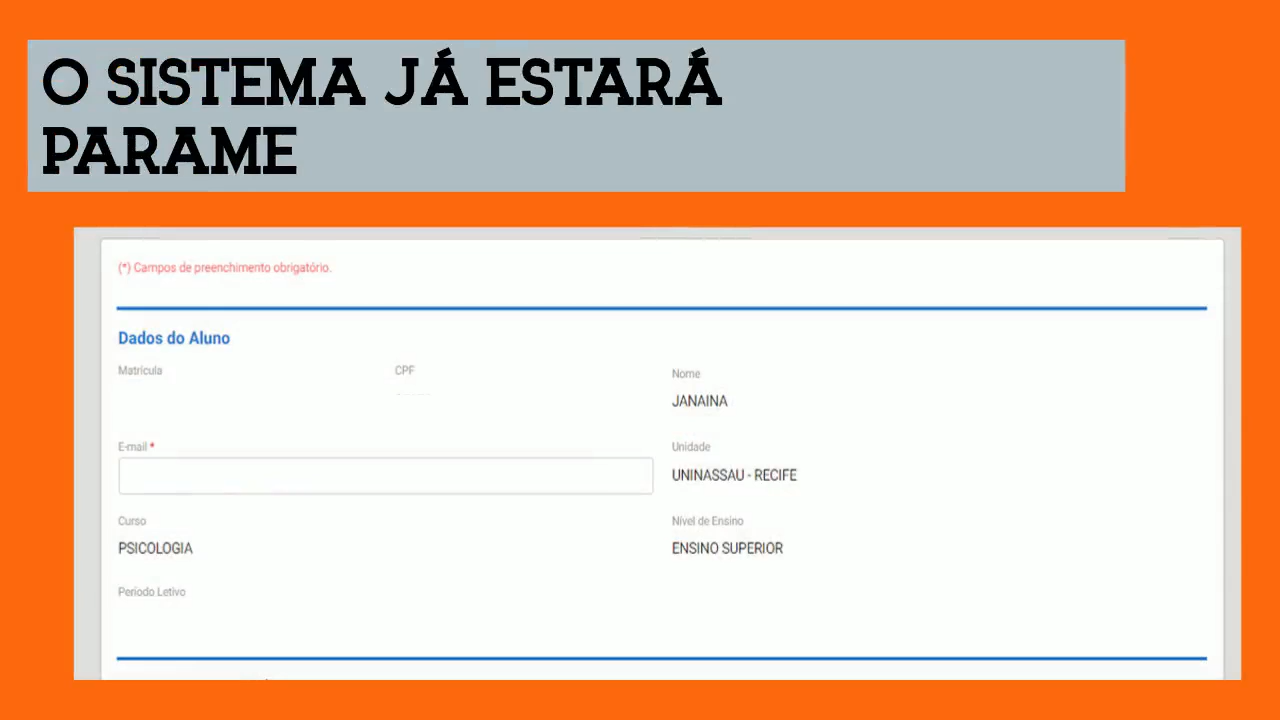 O SISTEMA JÁ ESTARÁ
PARAME
(*) Campos de preenchimento obrigatório.
Dados do Aluno
Matrícula CPF Nome
JANAINA
E-mail * Unidade
UNINASSAU - RECIFE
Curso Nível de Ensino
PSICOLOGIA ENSINO SUPERIOR
Período Letivo